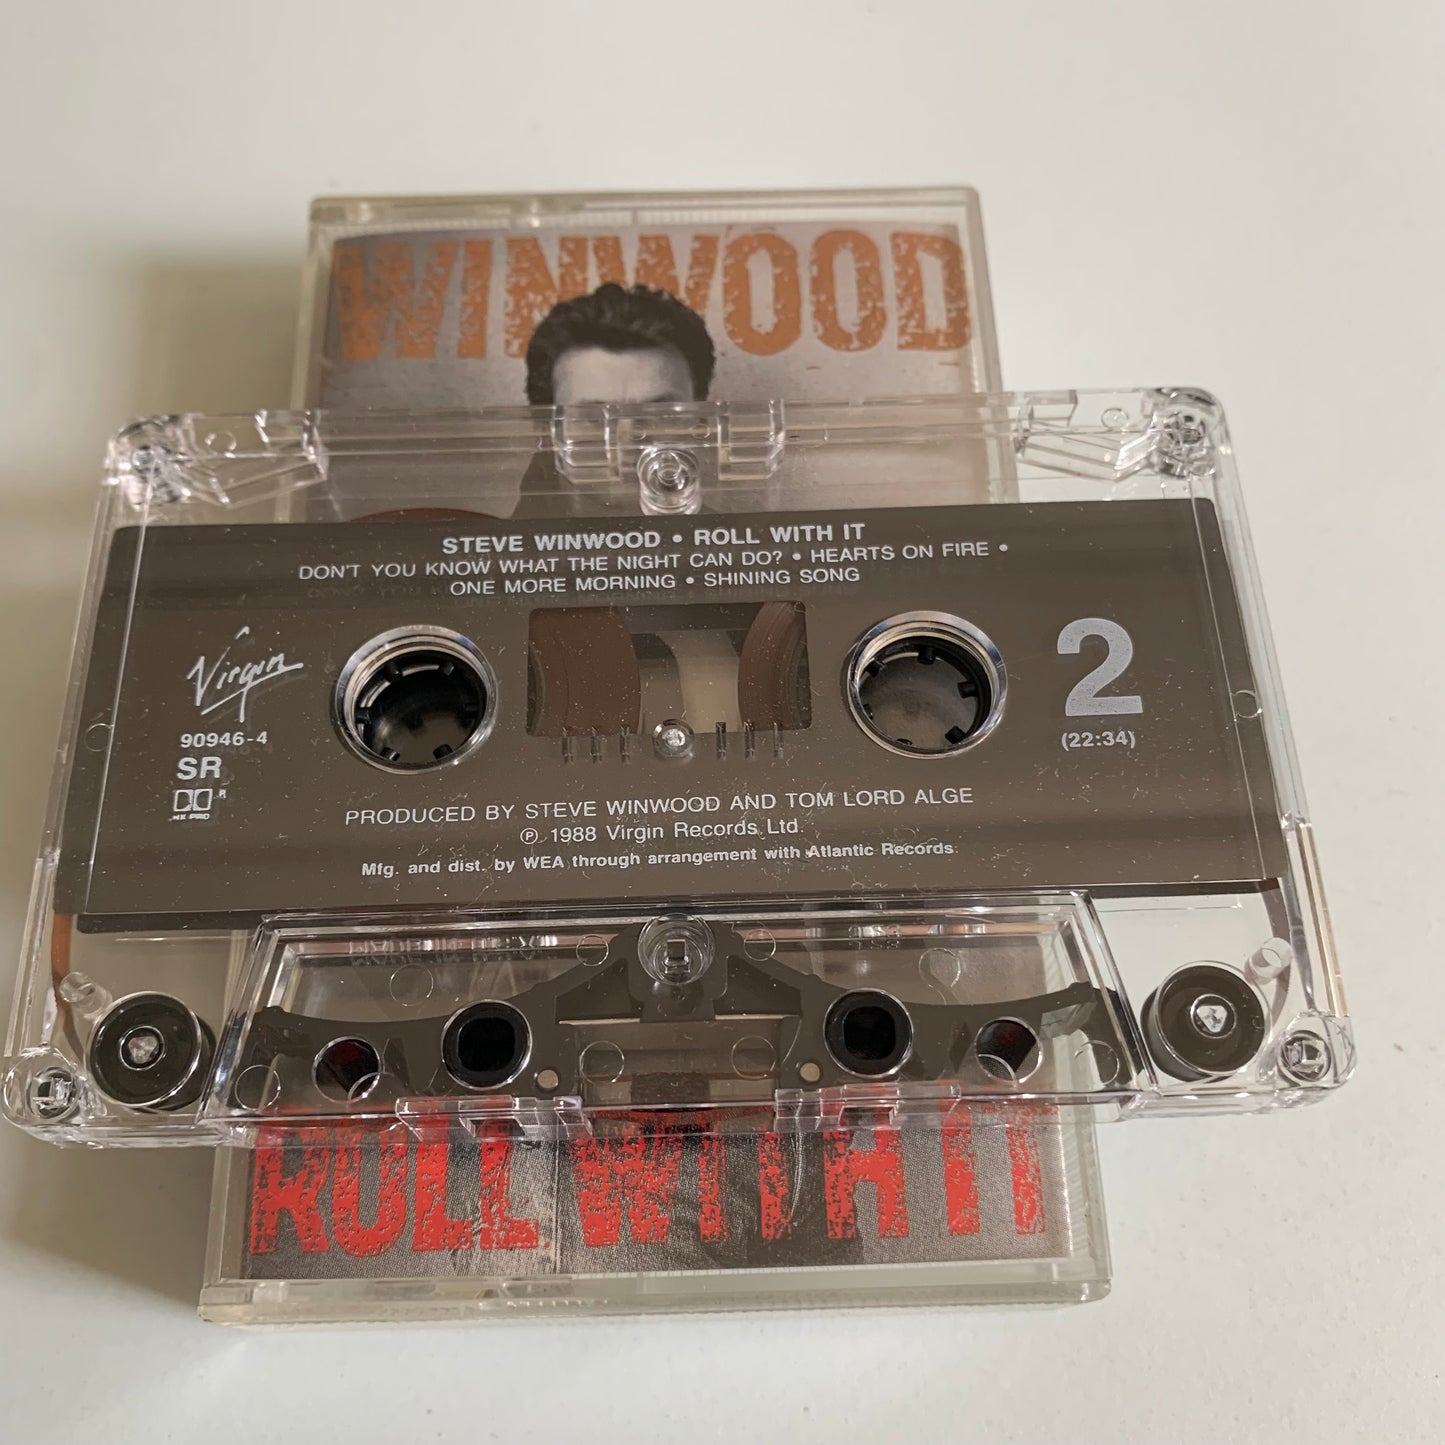 WINWOOD
STEVE WINWOOD • ROLL WITH IT
DON'T YOU KNOW WHAT THE NIGHT CAN DO? • HEARTS ON FIRE •
ONE MORE MORNING • SHINING SONG
Virgin
2
90946-4
(22:34)
SR
HX PRO
PRODUCED BY STEVE WINWOOD AND TOM LORD ALGE
℗ 1988 Virgin Records Ltd.
Mfg. and dist. by WEA through arrangement with Atlantic Records
ROLL WITH IT